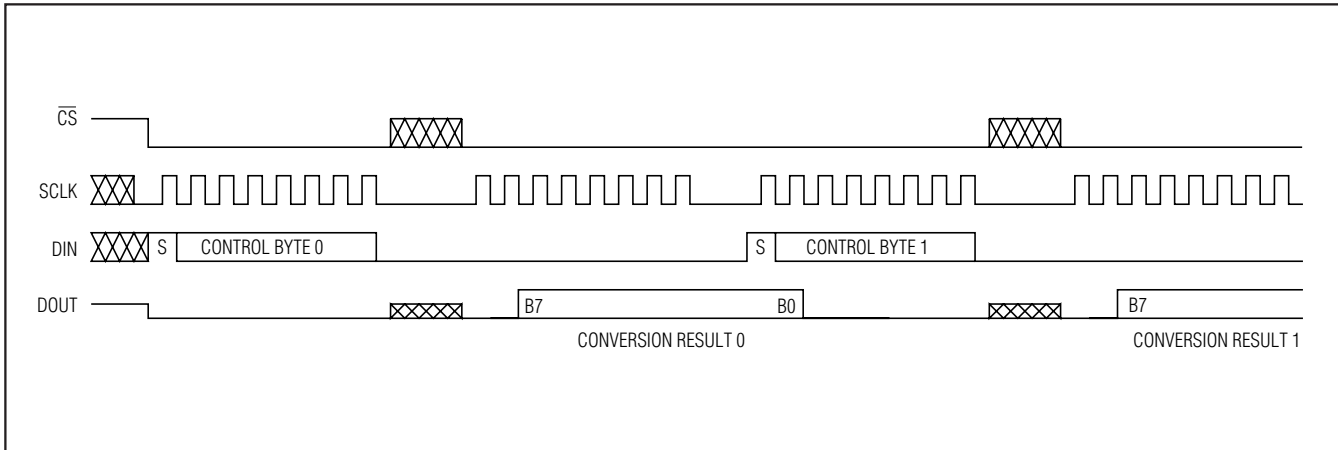 CS
SCLK
DIN S CONTROL BYTE 0 S CONTROL BYTE 1
DOUT B7 B0 B7
CONVERSION RESULT 0 CONVERSION RESULT 1